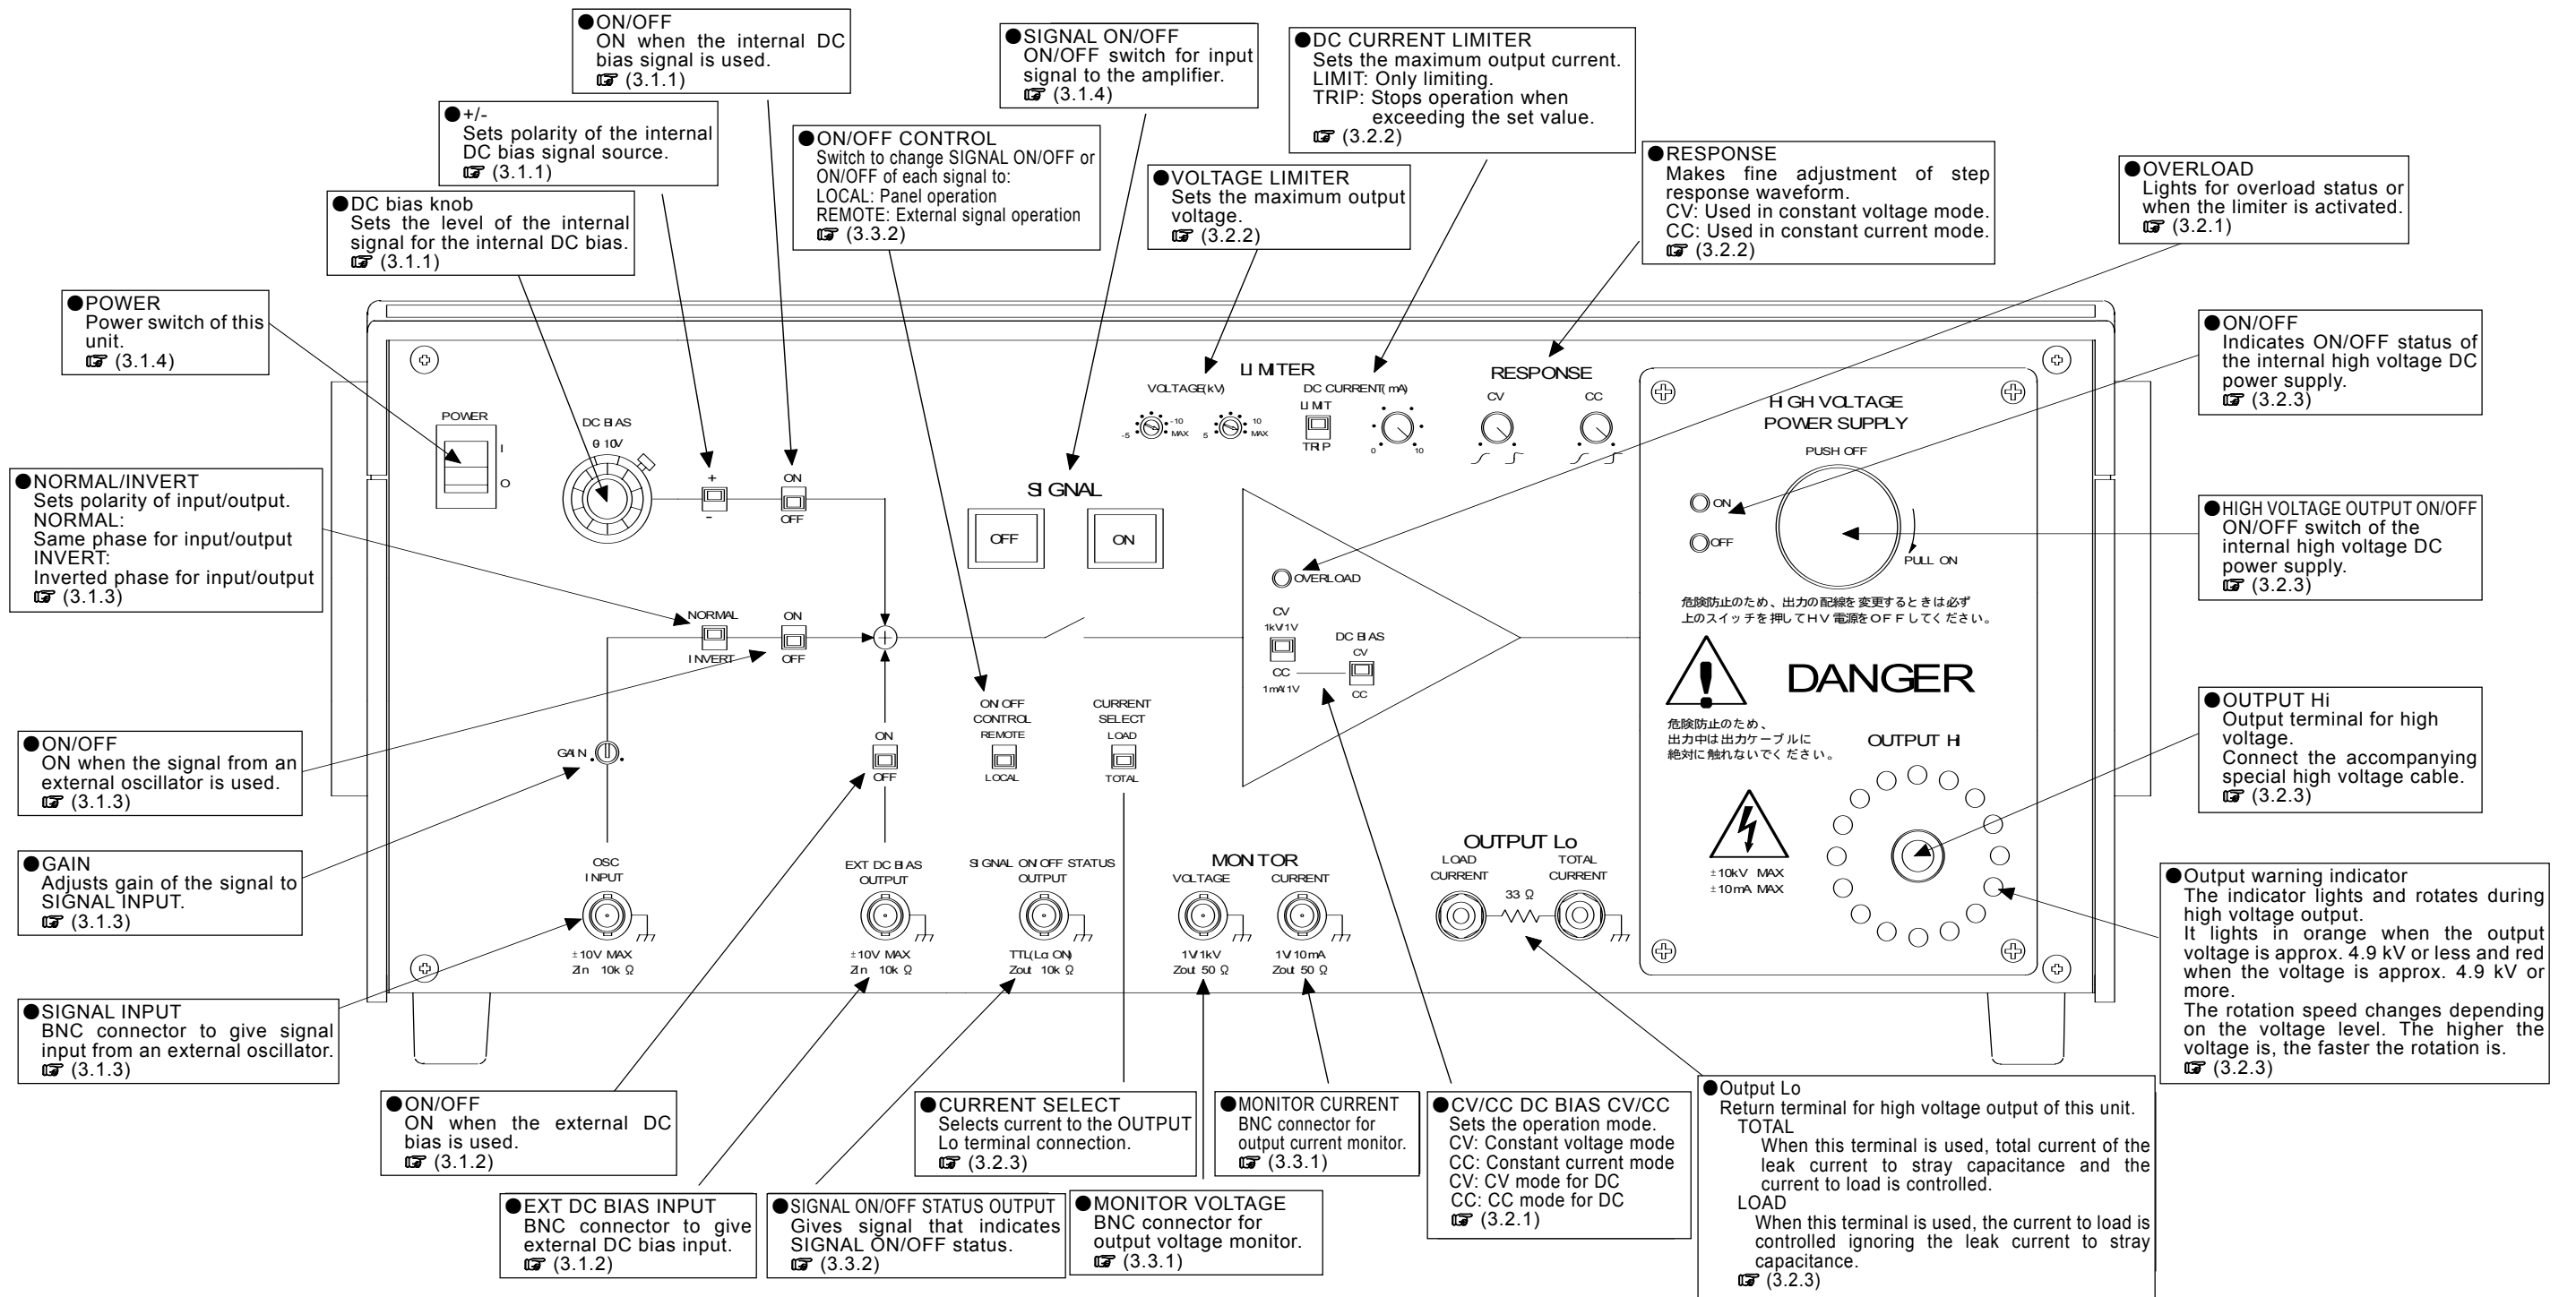 ●ON/OFF
ON when the internal DC
bias signal is used.
☞ (3.1.1)
●SIGNAL ON/OFF
ON/OFF switch for input
signal to the amplifier.
☞ (3.1.4)
●DC CURRENT LIMITER
Sets the maximum output current.
LIMIT: Only limiting.
TRIP: Stops operation when
exceeding the set value.
☞ (3.2.2)
●+/-
Sets polarity of the internal
DC bias signal source.
☞ (3.1.1)
●ON/OFF CONTROL
Switch to change SIGNAL ON/OFF or
ON/OFF of each signal to:
LOCAL: Panel operation
REMOTE: External signal operation
☞ (3.3.2)
●VOLTAGE LIMITER
Sets the maximum output
voltage.
☞ (3.2.2)
●RESPONSE
Makes fine adjustment of step
response waveform.
CV: Used in constant voltage mode.
CC: Used in constant current mode.
☞ (3.2.2)
●OVERLOAD
Lights for overload status or
when the limiter is activated.
☞ (3.2.1)
●DC bias knob
Sets the level of the internal
signal for the internal DC bias.
☞ (3.1.1)
●POWER
Power switch of this
unit.
☞ (3.1.4)
●ON/OFF
Indicates ON/OFF status of
the internal high voltage DC
power supply.
☞ (3.2.3)
●NORMAL/INVERT
Sets polarity of input/output.
NORMAL:
Same phase for input/output
INVERT:
Inverted phase for input/output
☞ (3.1.3)
●HIGH VOLTAGE OUTPUT ON/OFF
ON/OFF switch of the
internal high voltage DC
power supply.
☞ (3.2.3)
POWER
I
O
DC BIAS
0 10V
+
-
ON
OFF
SIGNAL
OFF
ON
LIMITER
VOLTAGE(kV)
-5
-10
MAX
5
10
MAX
DC CURRENT(mA)
LIMIT
TRIP
0
10
RESPONSE
CV
CC
HIGH VOLTAGE
POWER SUPPLY
PUSH OFF
ON
OFF
PULL ON
危険防止のため、出力の配線を変更するときは必ず
上のスイッチを押してHV電源をOFFしてください。
DANGER
危険防止のため、
出力中は出力ケーブルに
絶対に触れないでください。
OUTPUT Hi
±10kV MAX
±10mA MAX
NORMAL
INVERT
ON
OFF
OVERLOAD
CV
1kV/1V
CC
1mA/1V
DC BIAS
CV
CC
GAIN
ON
OFF
ON/OFF
CONTROL
REMOTE
LOCAL
CURRENT
SELECT
LOAD
TOTAL
OSC
INPUT
±10V MAX
ZIn 10kΩ
EXT DC BIAS
OUTPUT
±10V MAX
ZIn 10kΩ
SIGNAL ON/OFF STATUS
OUTPUT
TTL(Lo: ON)
Zout 10kΩ
MONITOR
VOLTAGE
1V/1kV
Zout 50Ω
CURRENT
1V/10mA
Zout 50Ω
OUTPUT Lo
LOAD
CURRENT
33Ω
TOTAL
CURRENT
●ON/OFF
ON when the signal from an
external oscillator is used.
☞ (3.1.3)
●GAIN
Adjusts gain of the signal to
SIGNAL INPUT.
☞ (3.1.3)
●SIGNAL INPUT
BNC connector to give signal
input from an external oscillator.
☞ (3.1.3)
●OUTPUT Hi
Output terminal for high
voltage.
Connect the accompanying
special high voltage cable.
☞ (3.2.3)
●Output warning indicator
The indicator lights and rotates during
high voltage output.
It lights in orange when the output
voltage is approx. 4.9 kV or less and red
when the voltage is approx. 4.9 kV or
more.
The rotation speed changes depending
on the voltage level. The higher the
voltage is, the faster the rotation is.
☞ (3.2.3)
●ON/OFF
ON when the external DC
bias is used.
☞ (3.1.2)
●CURRENT SELECT
Selects current to the OUTPUT
Lo terminal connection.
☞ (3.2.3)
●MONITOR CURRENT
BNC connector for
output current monitor.
☞ (3.3.1)
●CV/CC DC BIAS CV/CC
Sets the operation mode.
CV: Constant voltage mode
CC: Constant current mode
CV: CV mode for DC
CC: CC mode for DC
☞ (3.2.1)
●Output Lo
Return terminal for high voltage output of this unit.
TOTAL
When this terminal is used, total current of the
leak current to stray capacitance and the
current to load is controlled.
LOAD
When this terminal is used, the current to load is
controlled ignoring the leak current to stray
capacitance.
☞ (3.2.3)
●EXT DC BIAS INPUT
BNC connector to give
external DC bias input.
☞ (3.1.2)
●SIGNAL ON/OFF STATUS OUTPUT
Gives signal that indicates
SIGNAL ON/OFF status.
☞ (3.3.2)
●MONITOR VOLTAGE
BNC connector for
output voltage monitor.
☞ (3.3.1)